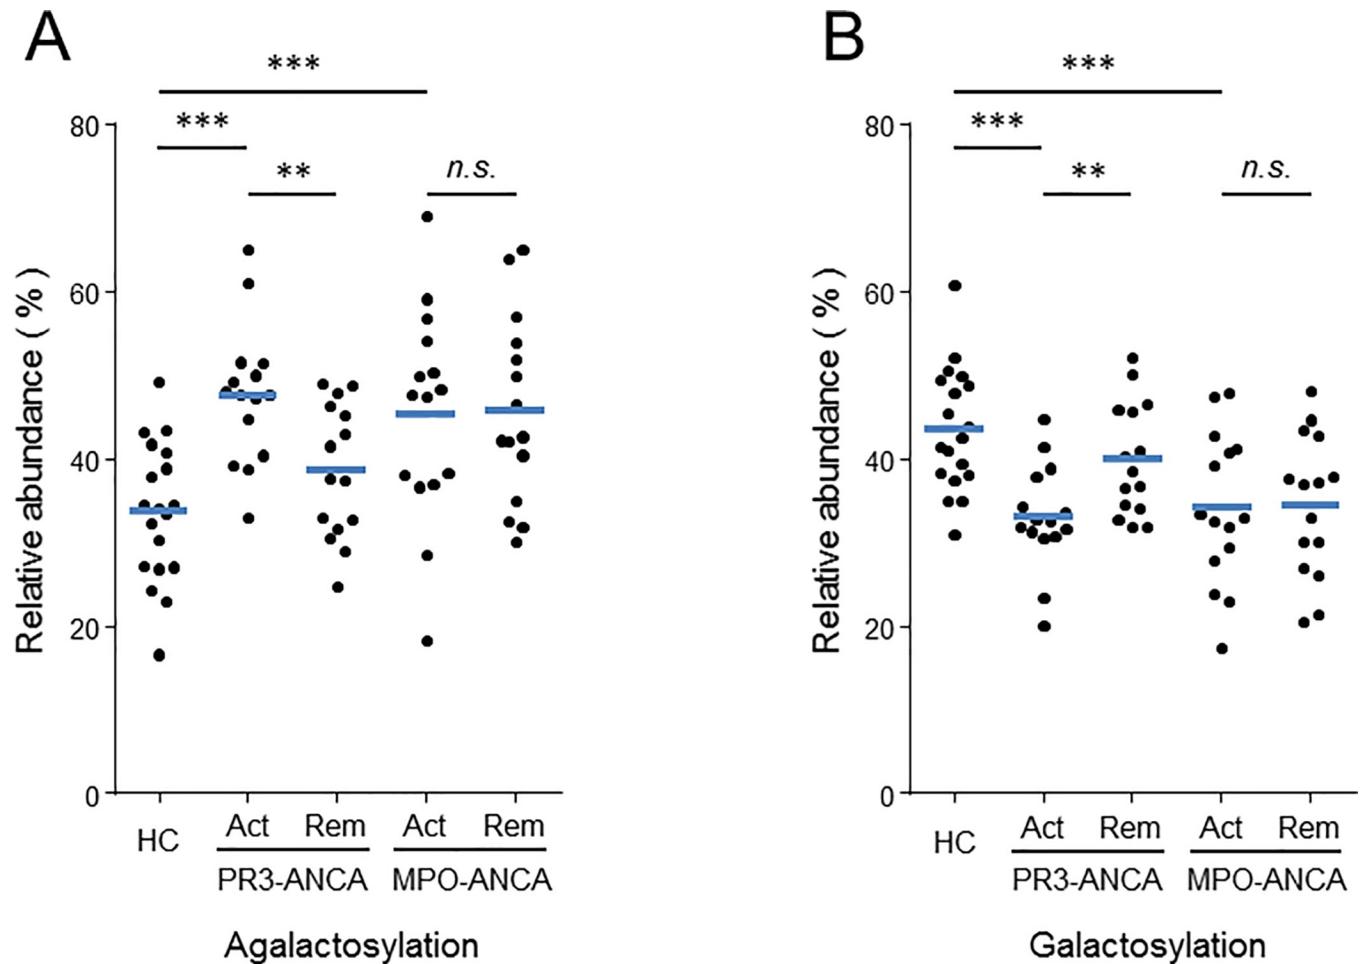 A
***
***
**
n.s.
80
60
40
20
0
Relative abundance ( % )
HC
Act Rem Act Rem
PR3-ANCA MPO-ANCA
Agalactosylation
B
***
***
**
n.s.
80
60
40
20
0
Relative abundance ( % )
HC
Act Rem Act Rem
PR3-ANCA MPO-ANCA
Galactosylation